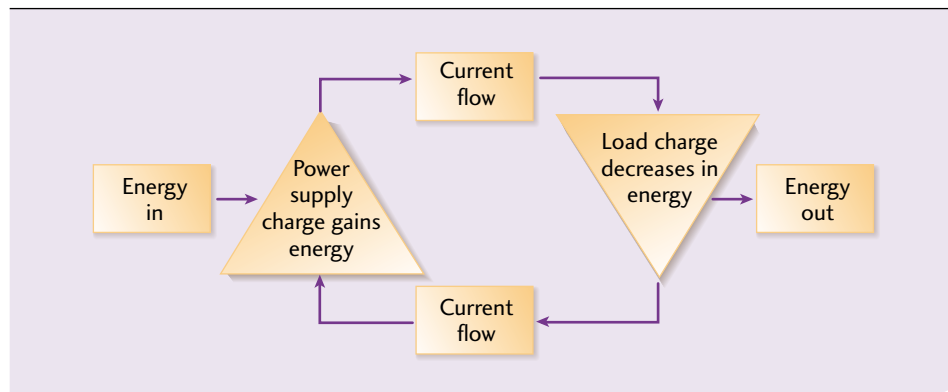 Current
flow
Energy
in
Power
supply
charge gains
energy
Load charge
decreases in
energy
Energy
out
Current
flow